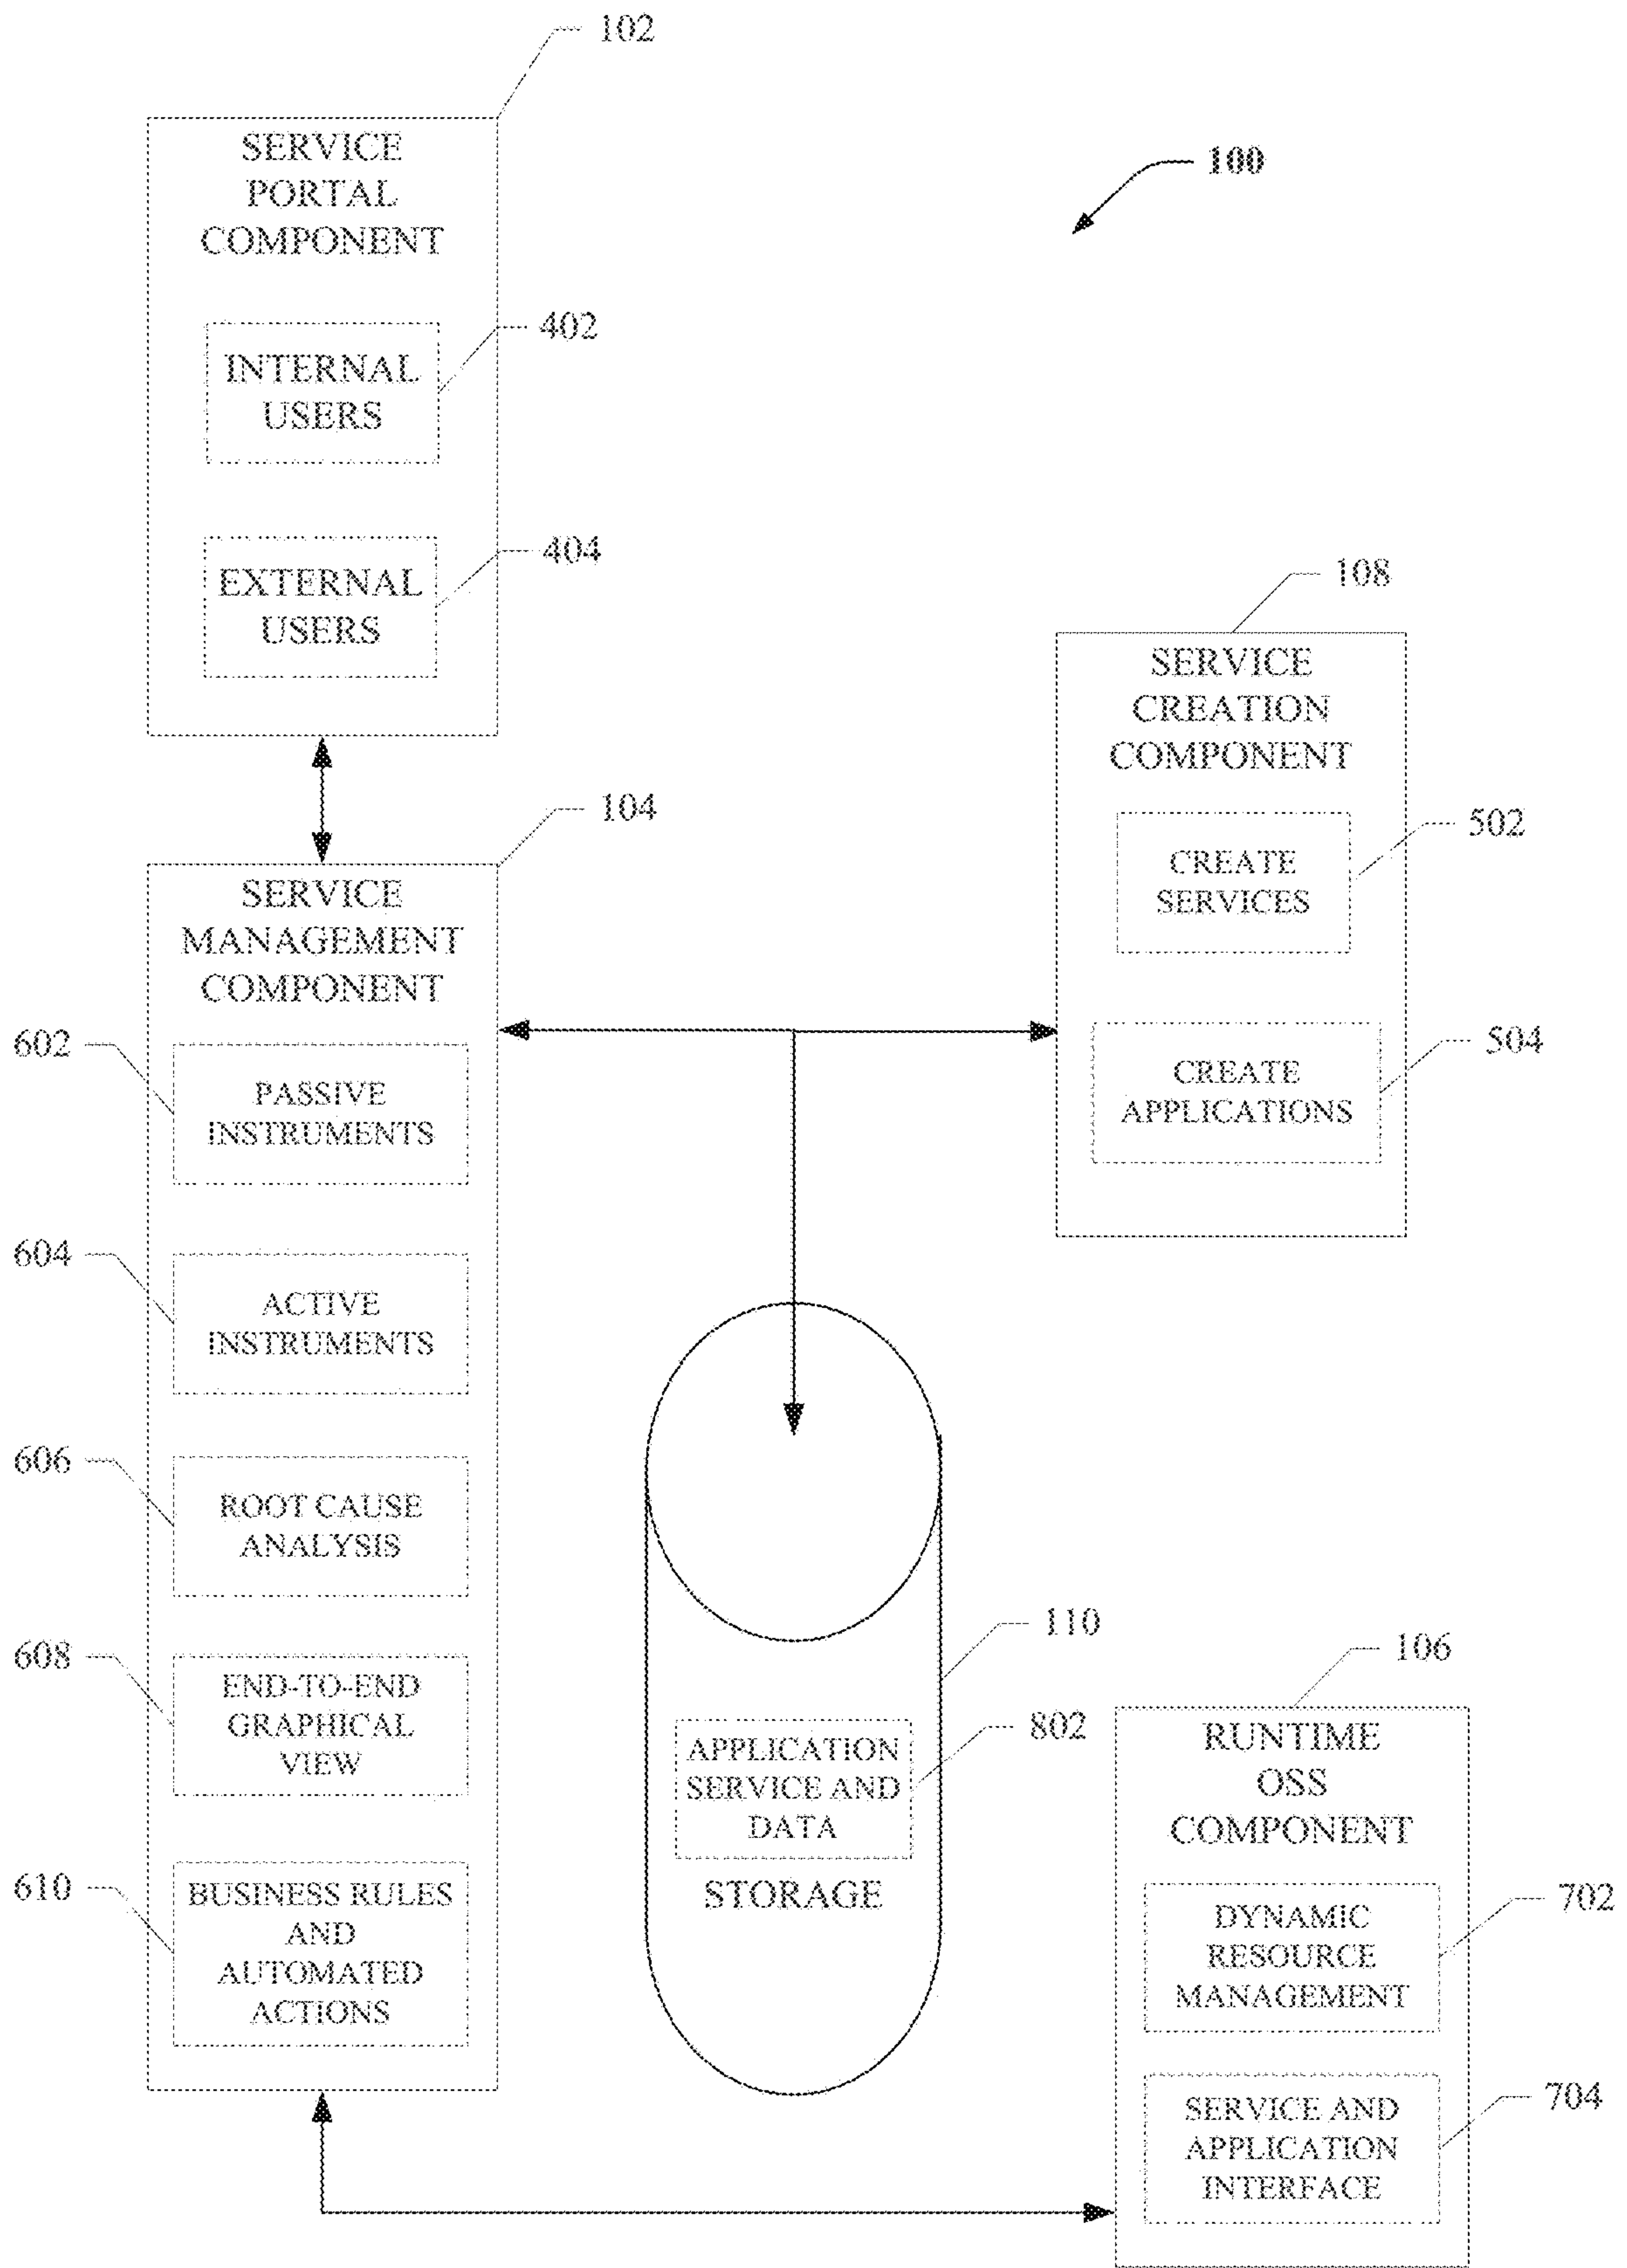 102
SERVICE
PORTAL
COMPONENT
100
402
INTERNAL
USERS
404
EXTERNAL
USERS
108
SERVICE
CREATION
COMPONENT
104
502
CREATE
SERVICES
SERVICE
MANAGEMENT
COMPONENT
504
CREATE
APPLICATIONS
602
PASSIVE
INSTRUMENTS
604
ACTIVE
INSTRUMENTS
606
ROOT CAUSE
ANALYSIS
608
END-TO-END
GRAPHICAL
VIEW
610
BUSINESS RULES
AND
AUTOMATED
ACTIONS
110
802
APPLICATION
SERVICE AND
DATA
STORAGE
106
RUNTIME
OSS
COMPONENT
702
DYNAMIC
RESOURCE
MANAGEMENT
704
SERVICE AND
APPLICATION
INTERFACE